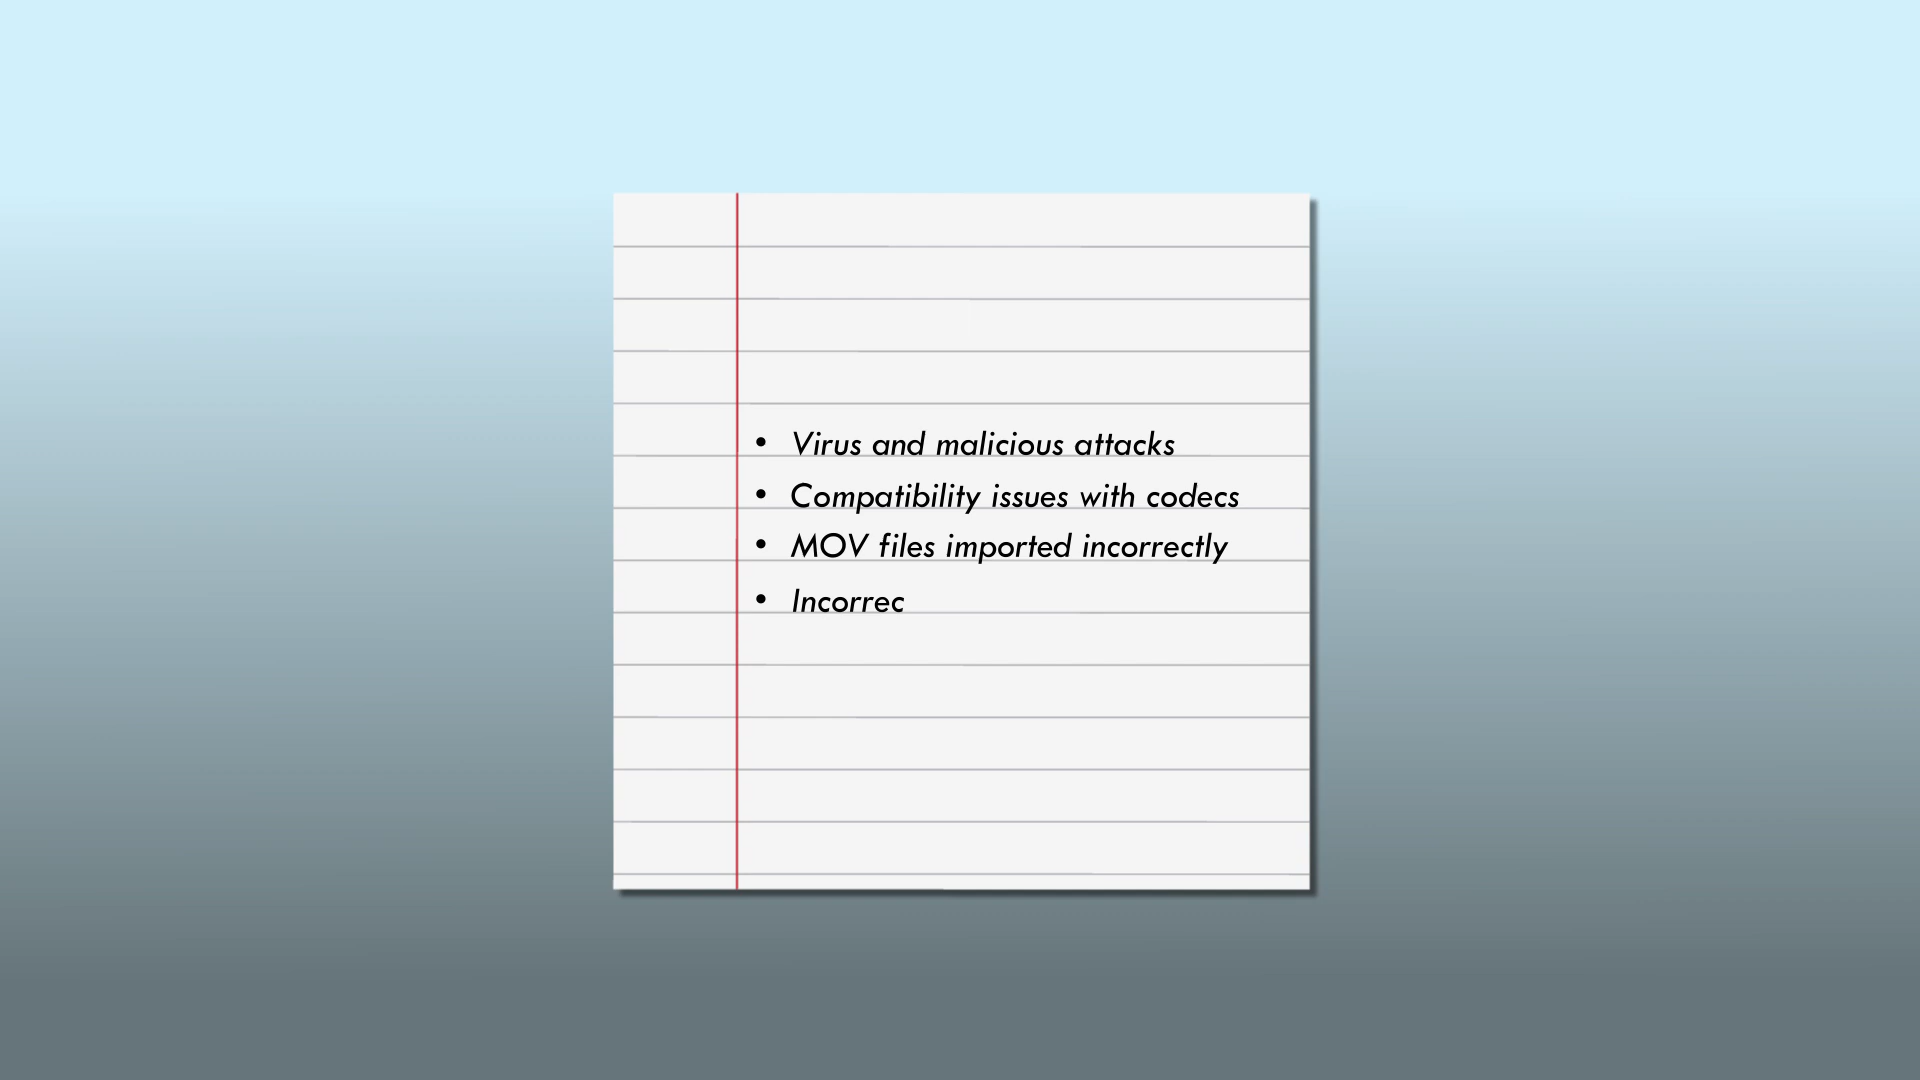 • Virus and malicious attacks
• Compatibility issues with codecs
• MOV files imported incorrectly
• Incorrec